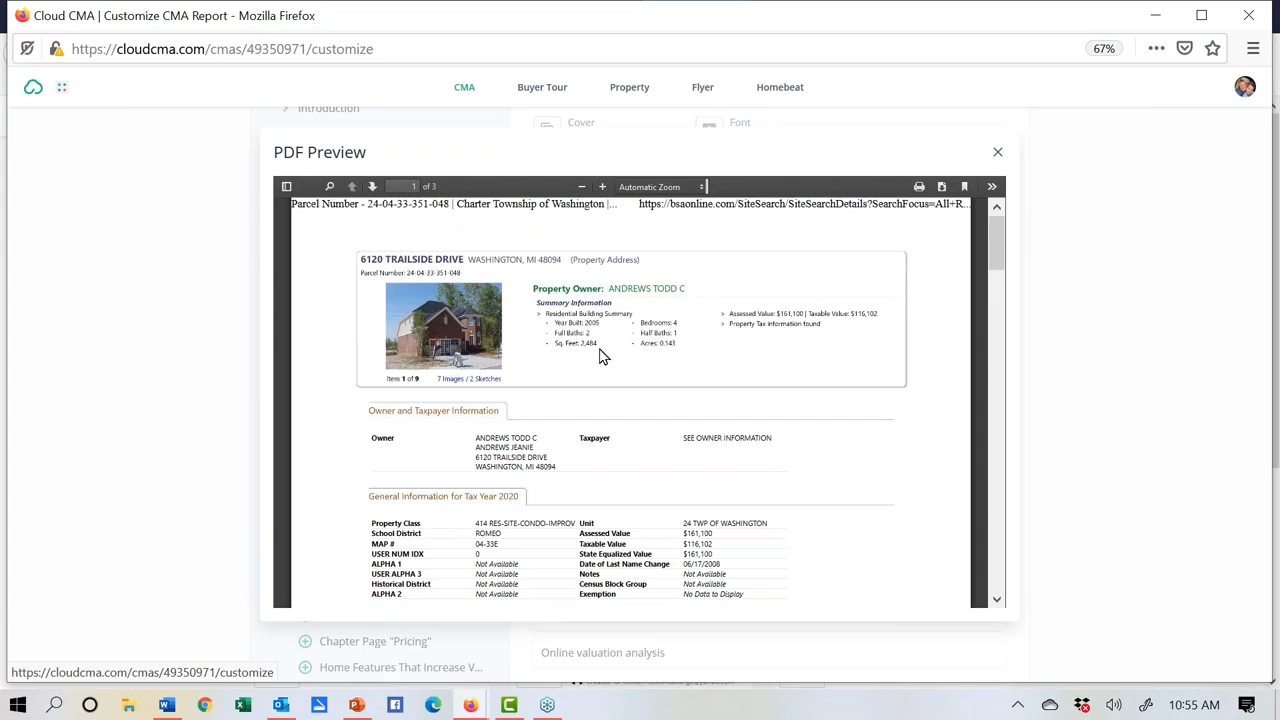 Cloud CMA | Customize CMA Report - Mozilla Firefox
https://cloudcma.com/cmas/49350971/customize
67%
CMA
Buyer Tour
Property
Flyer
Homebeat
Introduction
Cover
Font
PDF Preview
1 of 3
Automatic Zoom
Parcel Number - 24-04-33-351-048 | Charter Township of Washington |... https://bsaonline.com/SiteSearch/SiteSearchDetails?SearchFocus=All+R...
6120 TRAILSIDE DRIVE WASHINGTON, MI 48094 (Property Address)
Parcel Number: 24-04-33-351-048
Property Owner: ANDREWS TODD C
Summary Information
> Residential Building Summary
- Year Built: 2005 - Bedrooms: 4
- Full Baths: 2 - Half Baths: 1
- Sq. Feet: 2,484 - Acres: 0.143
> Assessed Value: $161,100 | Taxable Value: $116,102
> Property Tax information found
Item 1 of 9 7 Images / 2 Sketches
Owner and Taxpayer Information
Owner ANDREWS TODD C Taxpayer SEE OWNER INFORMATION
ANDREWS JEANIE
6120 TRAILSIDE DRIVE
WASHINGTON, MI 48094
General Information for Tax Year 2020
Property Class 414 RES-SITE-CONDO-IMPROV Unit 24 TWP OF WASHINGTON
School District ROMEO Assessed Value $161,100
MAP # 04-33E Taxable Value $116,102
USER NUM IDX 0 State Equalized Value $161,100
ALPHA 1 Not Available Date of Last Name Change 06/17/2008
USER ALPHA 3 Not Available Notes Not Available
Historical District Not Available Census Block Group Not Available
ALPHA 2 Not Available Exemption No Data to Display
Chapter Page "Pricing"
Home Features That Increase V...
Online valuation analysis
https://cloudcma.com/cmas/49350971/customize
10:55 AM